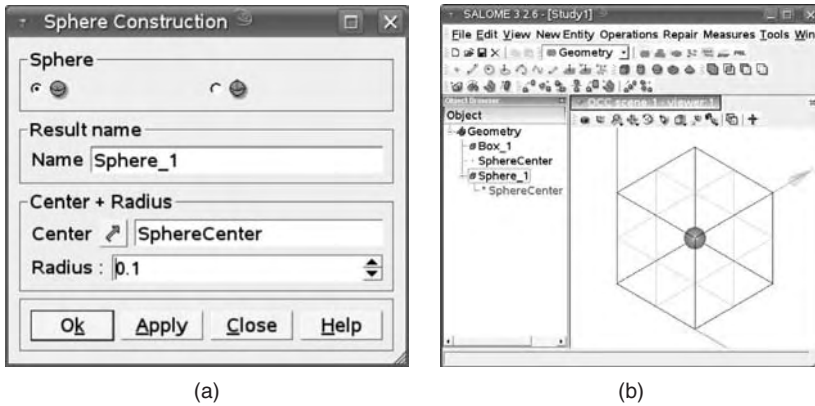 Sphere Construction
Sphere
Result name
Name Sphere_1
Center + Radius
Center SphereCenter
Radius : 0.1
Ok Apply Close Help
(a)
SALOME 3.2.6 - [Study1]
File Edit View New Entity Operations Repair Measures Tools Win
Geometry
Object Browser
OCC scene:1 - viewer:1
Object
Geometry
Box_1
SphereCenter
Sphere_1
* SphereCenter
(b)